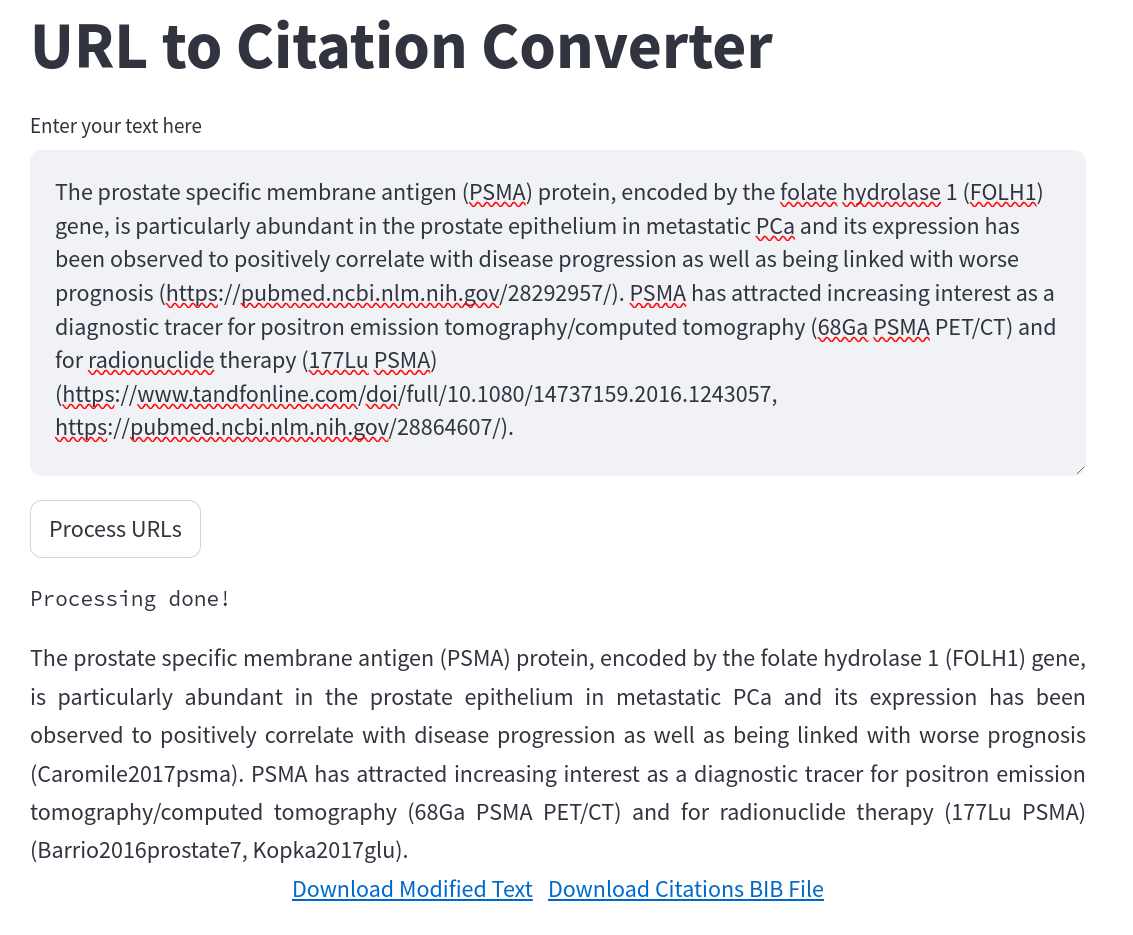 URL to Citation Converter
Enter your text here
The prostate specific membrane antigen (PSMA) protein, encoded by the folate hydrolase 1 (FOLH1)
gene, is particularly abundant in the prostate epithelium in metastatic PCa and its expression has
been observed to positively correlate with disease progression as well as being linked with worse
prognosis (https://pubmed.ncbi.nlm.nih.gov/28292957/). PSMA has attracted increasing interest as a
diagnostic tracer for positron emission tomography/computed tomography (68Ga PSMA PET/CT) and
for radionuclide therapy (177Lu PSMA)
(https://www.tandfonline.com/doi/full/10.1080/14737159.2016.1243057,
https://pubmed.ncbi.nlm.nih.gov/28864607/).
Process URLs
Processing done!
The prostate specific membrane antigen (PSMA) protein, encoded by the folate hydrolase 1 (FOLH1) gene,
is particularly abundant in the prostate epithelium in metastatic PCa and its expression has been
observed to positively correlate with disease progression as well as being linked with worse prognosis
(Caromile2017psma). PSMA has attracted increasing interest as a diagnostic tracer for positron emission
tomography/computed tomography (68Ga PSMA PET/CT) and for radionuclide therapy (177Lu PSMA)
(Barrio2016prostate7, Kopka2017glu).
Download Modified Text Download Citations BIB File